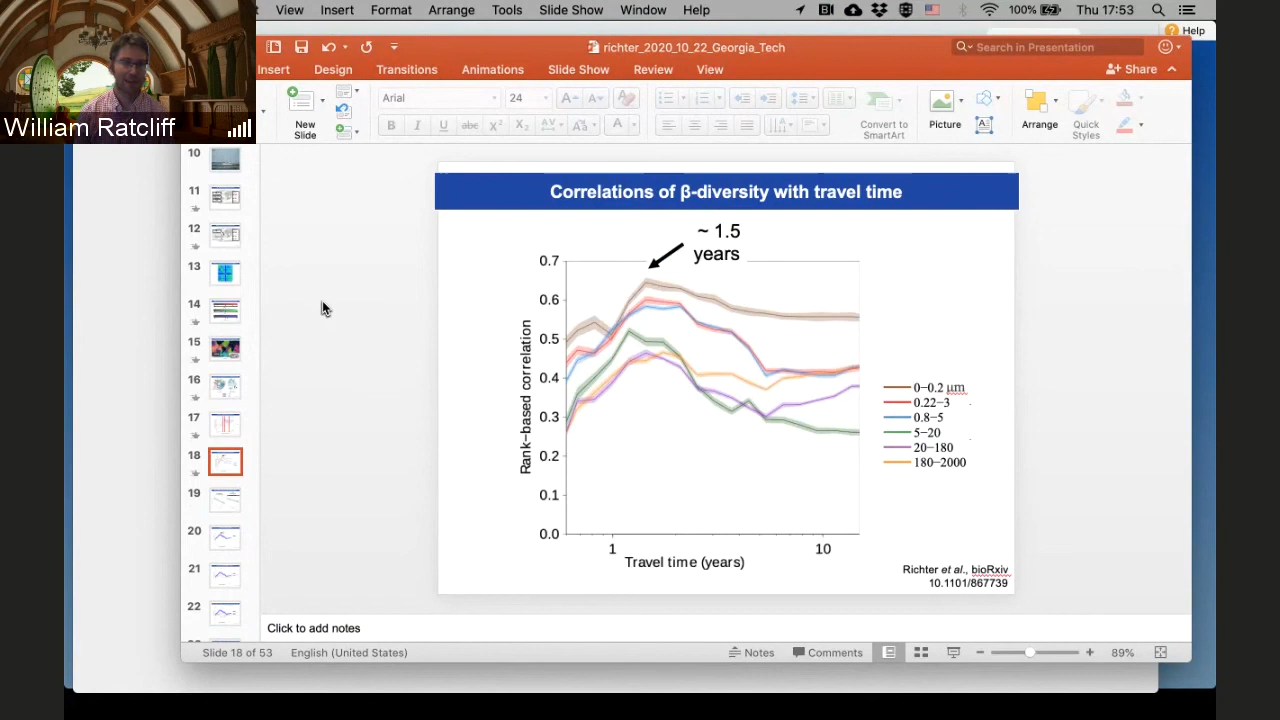 View Insert Format Arrange Tools Slide Show Window Help 100% Thu 17:53
Help
William Ratcliff
richter_2020_10_22_Georgia_Tech
Search in Presentation
Insert Design Transitions Animations Slide Show Review View Share
New Slide
Arial 24
B I U abc X² X₂ AV Aa A
Convert to SmartArt
Picture
Arrange
Quick Styles
10
11
12
13
14
15
16
17
18
19
20
21
22
Correlations of β-diversity with travel time
~ 1.5
years
0.7
0.6
0.5
0.4
0.3
0.2
0.1
0.0
Rank−based correlation
1 10
Travel time (years)
0−0.2 µm
0.22−3
0.8−5
5−20
20−180
180−2000
Richter et al., bioRxiv
10.1101/867739
Click to add notes
Slide 18 of 53 English (United States) Notes Comments 89%